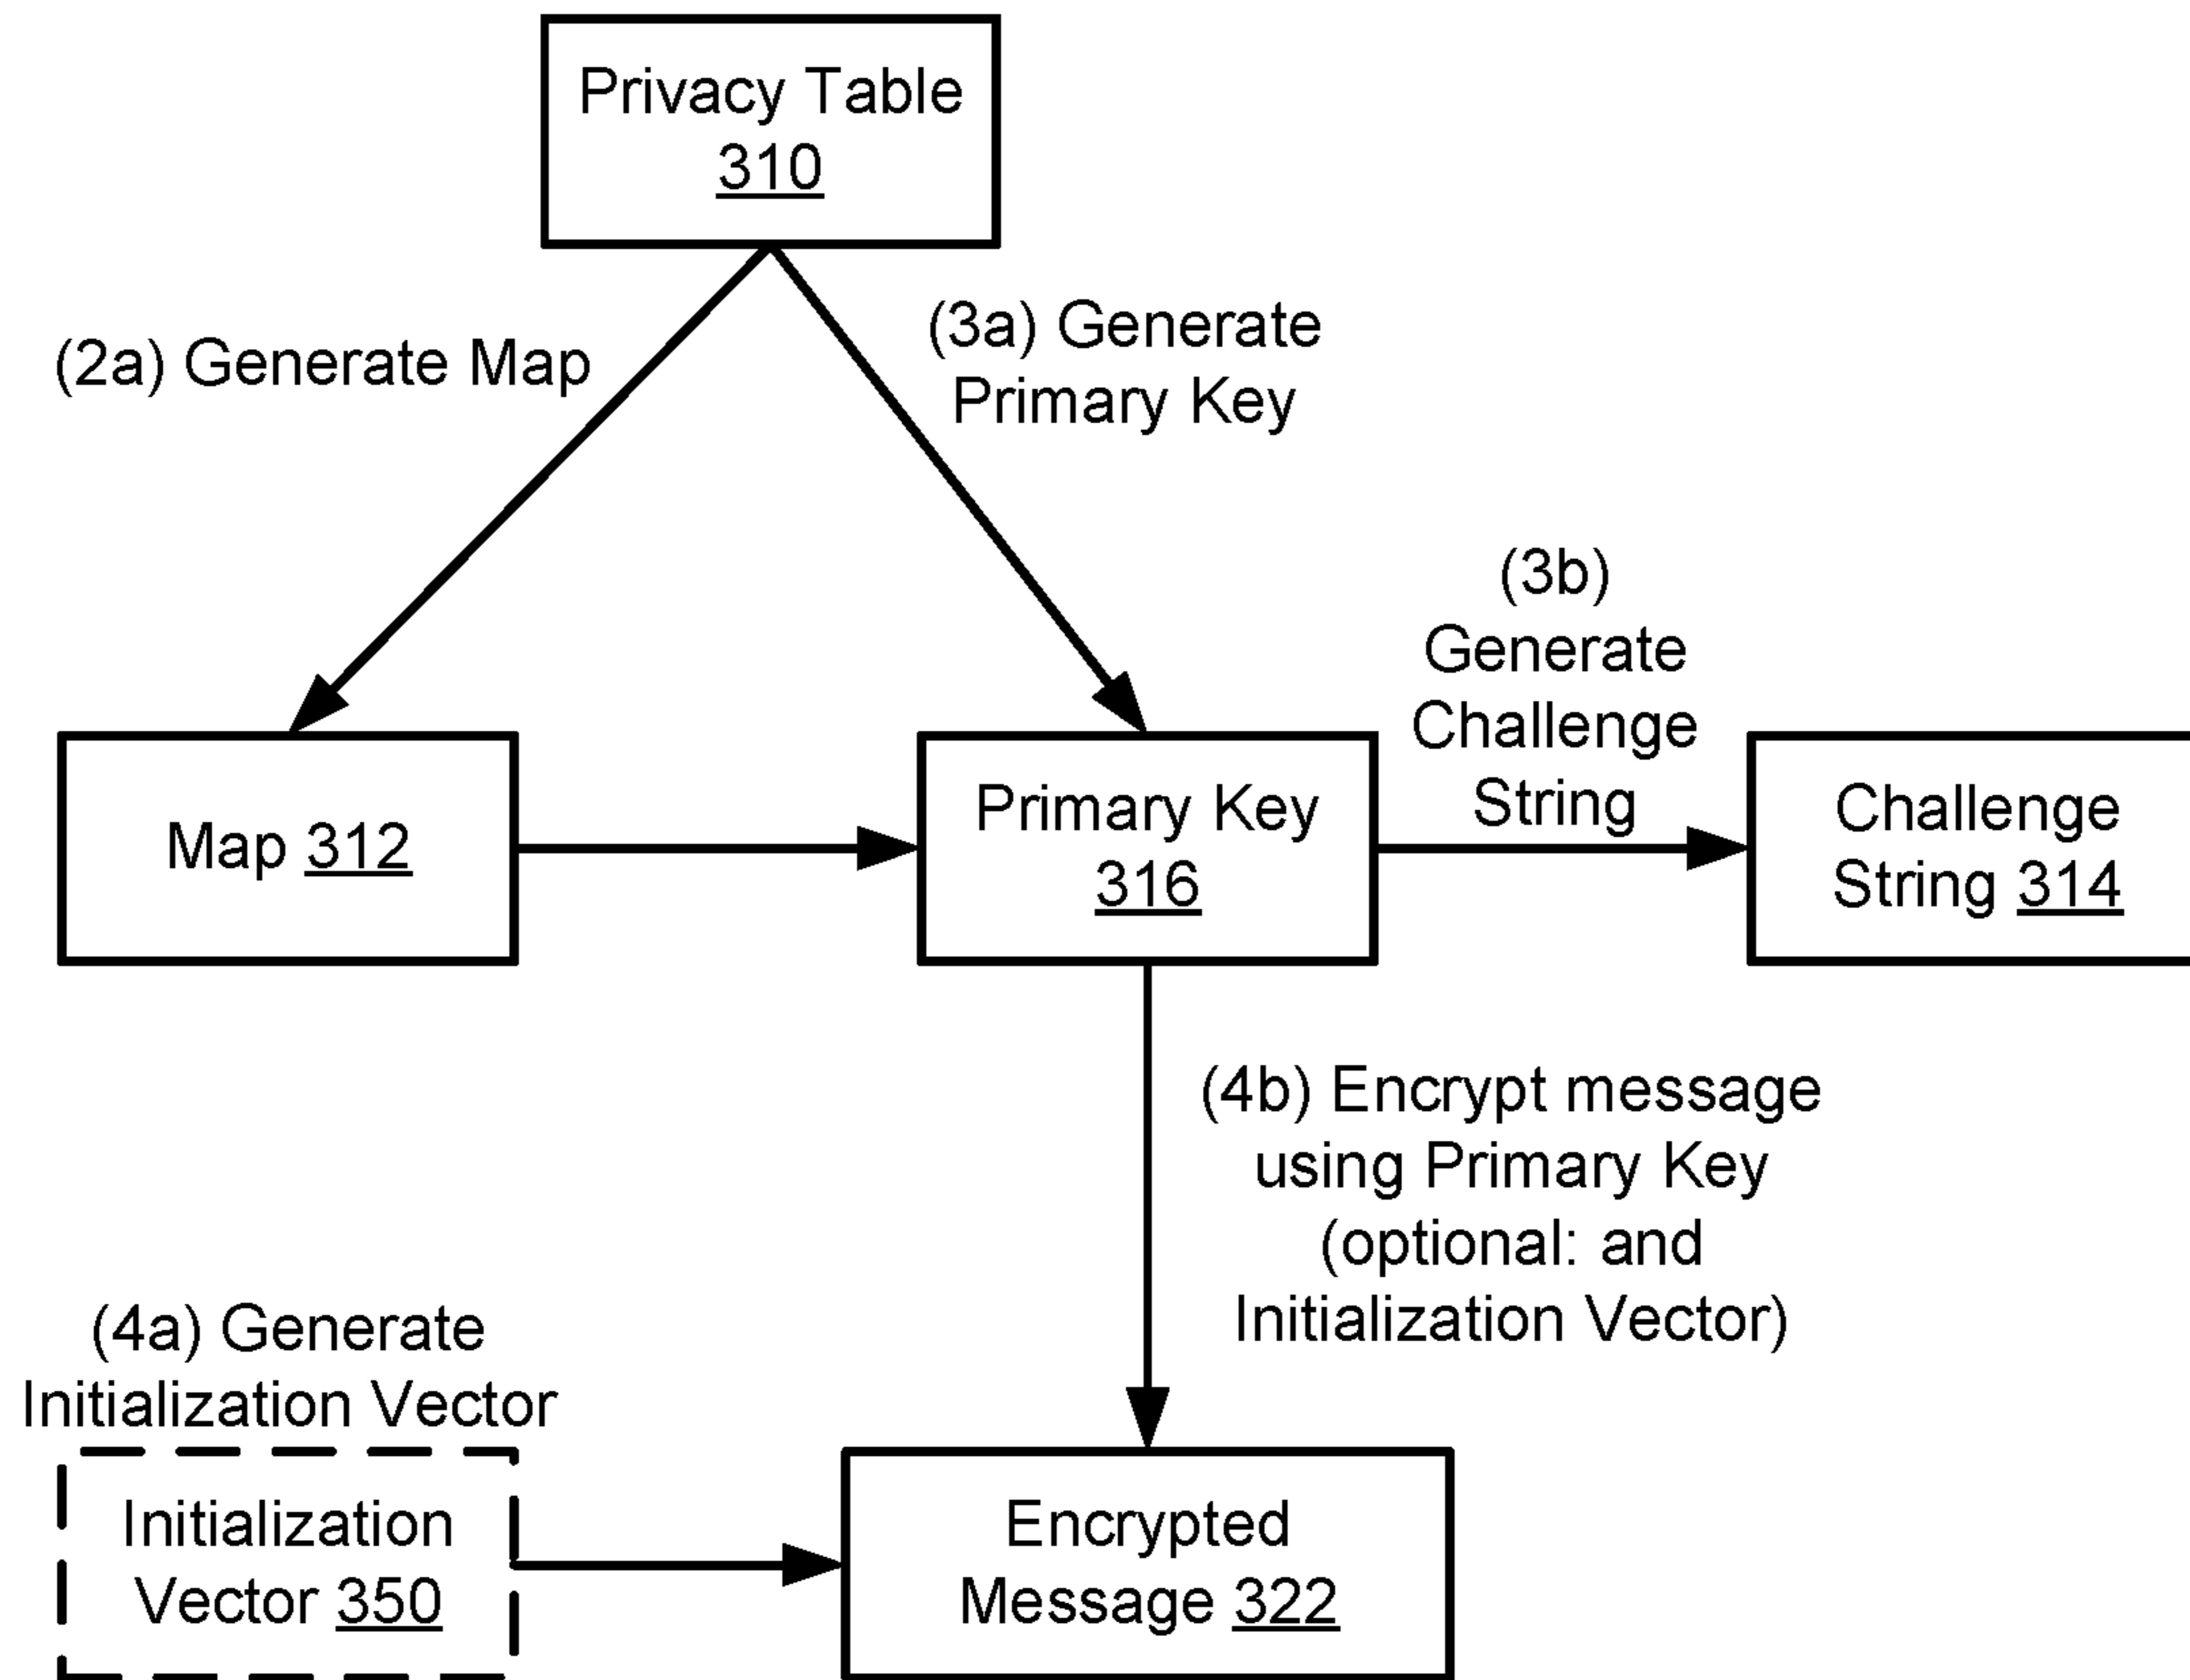 Privacy Table
310
(2a) Generate Map
(3a) Generate
Primary Key
(3b)
Generate
Challenge
String
Map 312
Primary Key
316
Challenge
String 314
(4b) Encrypt message
using Primary Key
(optional: and
Initialization Vector)
(4a) Generate
Initialization Vector
Initialization
Vector 350
Encrypted
Message 322